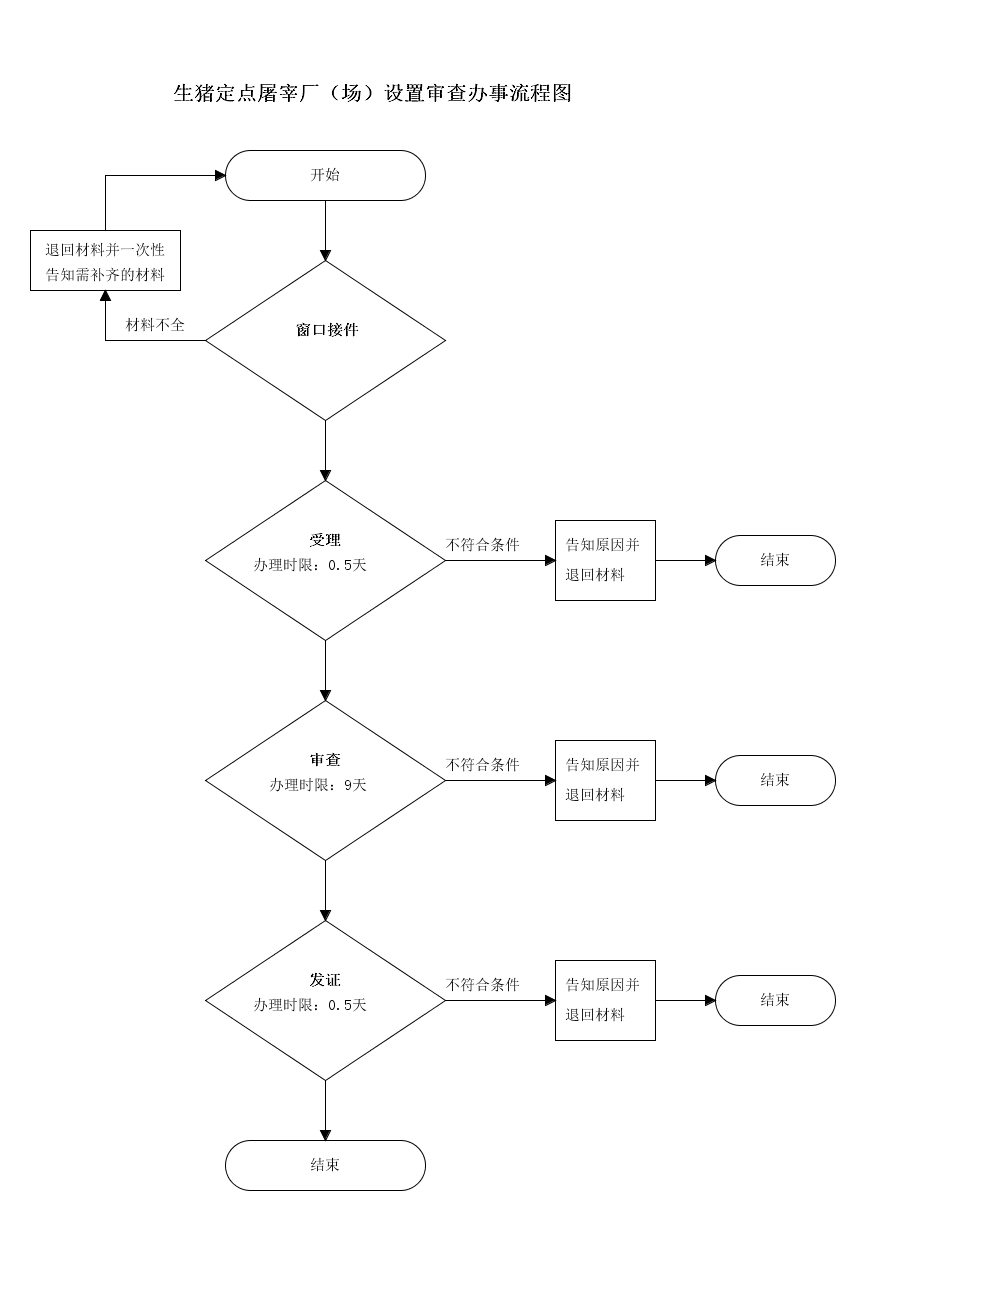 生猪定点屠宰厂（场）设置审查办事流程图
开始
退回材料并一次性
告知需补齐的材料
材料不全
窗口接件
受理
办理时限：0.5天
不符合条件
告知原因并
退回材料
结束
审查
办理时限：9天
不符合条件
告知原因并
退回材料
结束
发证
办理时限：0.5天
不符合条件
告知原因并
退回材料
结束
结束